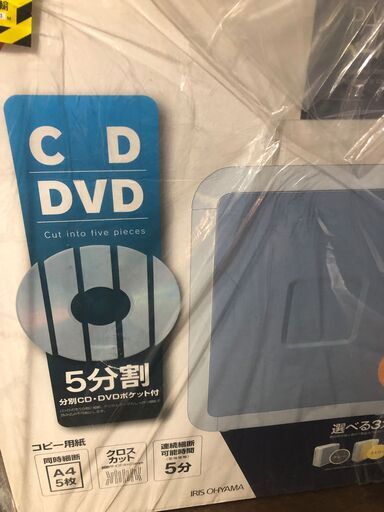 C D
DVD
Cut into five pieces
5分割
分別CD・DVDポケット付
コピー用紙
同時細断
A4
5枚
クロス
カット
連続細断
可能時間
5分
選べる3
IRIS OHYAMA